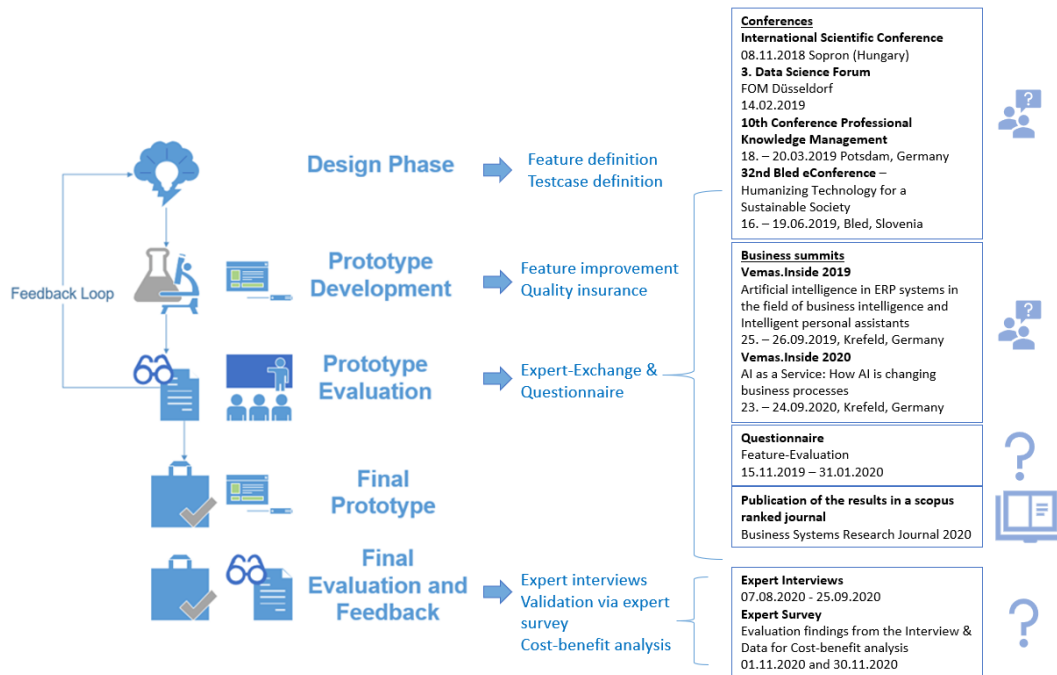 Feedback Loop
Design Phase
Feature definition
Testcase definition
Prototype
Development
Feature improvement
Quality insurance
Prototype
Evaluation
Expert-Exchange &
Questionnaire
Final
Prototype
Final
Evaluation and
Feedback
Expert interviews
Validation via expert
survey
Cost-benefit analysis
Conferences
International Scientific Conference
08.11.2018 Sopron (Hungary)
3. Data Science Forum
FOM Düsseldorf
14.02.2019
10th Conference Professional
Knowledge Management
18. – 20.03.2019 Potsdam, Germany
32nd Bled eConference –
Humanizing Technology for a
Sustainable Society
16. – 19.06.2019, Bled, Slovenia
?
Business summits
Vemas.Inside 2019
Artificial intelligence in ERP systems in
the field of business intelligence and
Intelligent personal assistants
25. – 26.09.2019, Krefeld, Germany
Vemas.Inside 2020
AI as a Service: How AI is changing
business processes
23. – 24.09.2020, Krefeld, Germany
?
Questionnaire
Feature-Evaluation
15.11.2019 – 31.01.2020
?
Publication of the results in a scopus
ranked journal
Business Systems Research Journal 2020
Expert Interviews
07.08.2020 - 25.09.2020
Expert Survey
Evaluation findings from the Interview &
Data for Cost-benefit analysis
01.11.2020 and 30.11.2020
?